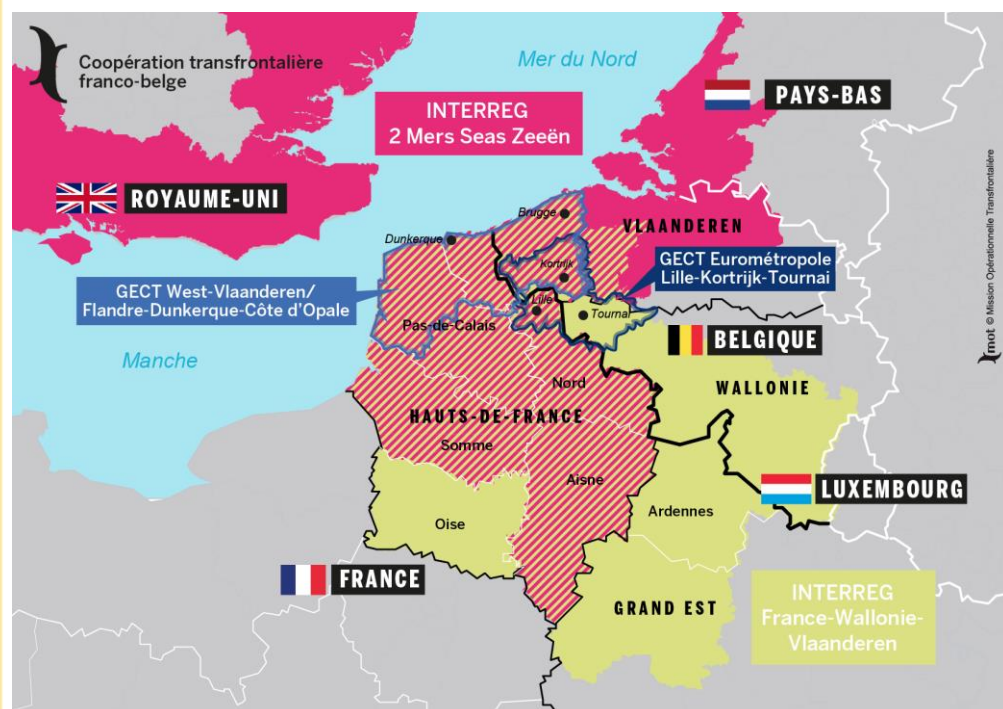 Coopération transfrontalière
franco-belge
Mer du Nord
INTERREG
2 Mers Seas Zeeën
PAYS-BAS
ROYAUME-UNI
Brugge
VLAANDEREN
Dunkerque
Kortrijk
GECT Eurométropole
Lille-Kortrijk-Tournai
GECT West-Vlaanderen/
Flandre-Dunkerque-Côte d'Opale
Lille
Tournai
Pas-de-Calais
BELGIQUE
Manche
Nord
WALLONIE
HAUTS-DE-FRANCE
Somme
Aisne
LUXEMBOURG
Ardennes
Oise
FRANCE
GRAND EST
INTERREG
France-Wallonie-
Vlaanderen
mot © Mission Opérationnelle Transfrontalière